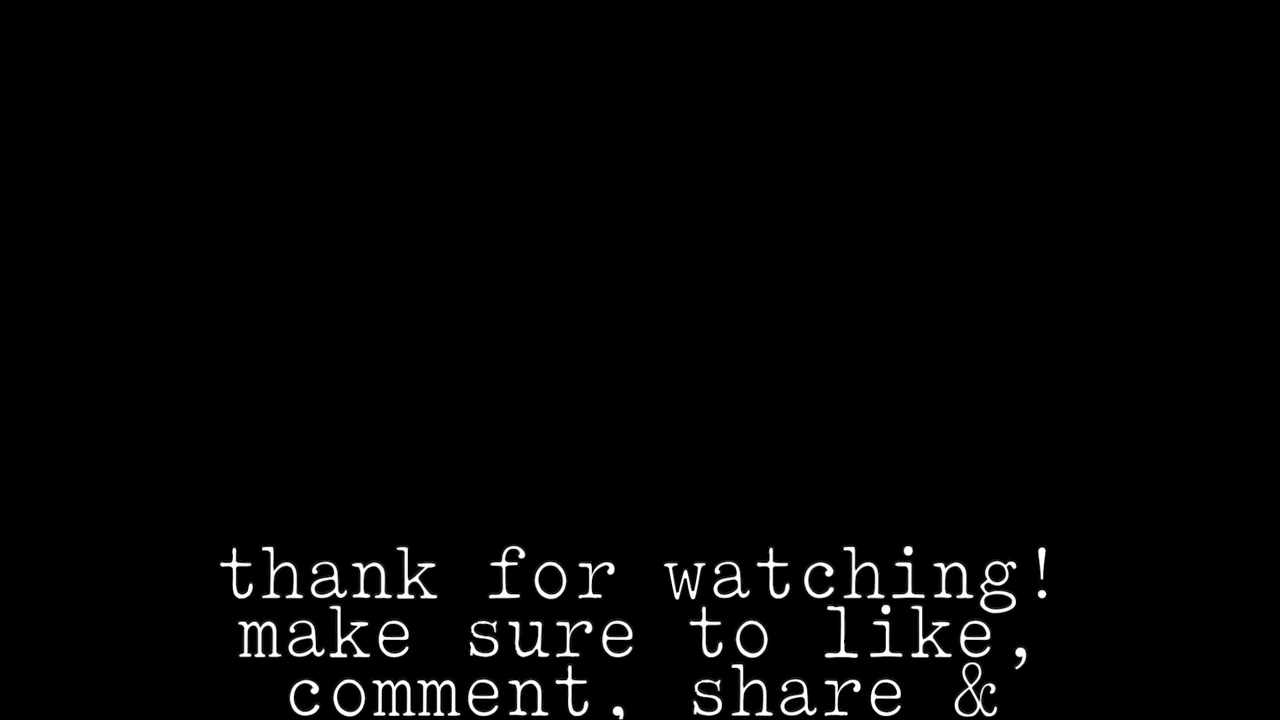 thank for watching!
make sure to like,
comment, share &